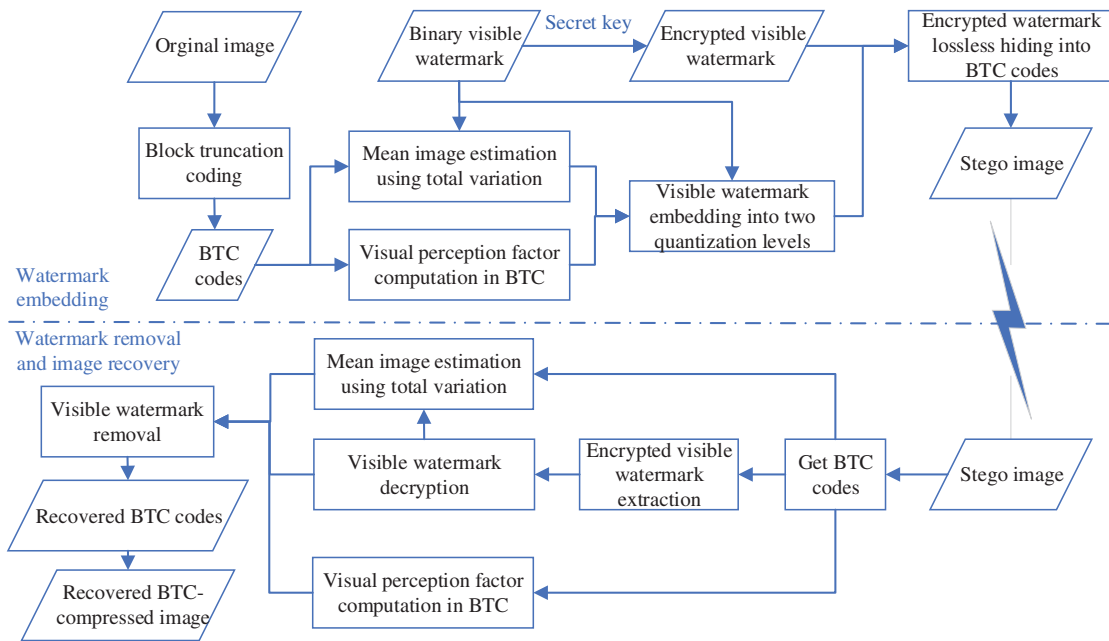 Orginal image
Binary visible
watermark
Secret key
Encrypted visible
watermark
Encrypted watermark
lossless hiding into
BTC codes
Block truncation
coding
Mean image estimation
using total variation
Visible watermark
embedding into two
quantization levels
Stego image
BTC
codes
Visual perception factor
computation in BTC
Watermark
embedding
Watermark removal
and image recovery
Mean image estimation
using total variation
Visible watermark
removal
Visible watermark
decryption
Encrypted visible
watermark
extraction
Get BTC
codes
Stego image
Recovered BTC codes
Visual perception factor
computation in BTC
Recovered BTC-
compressed image